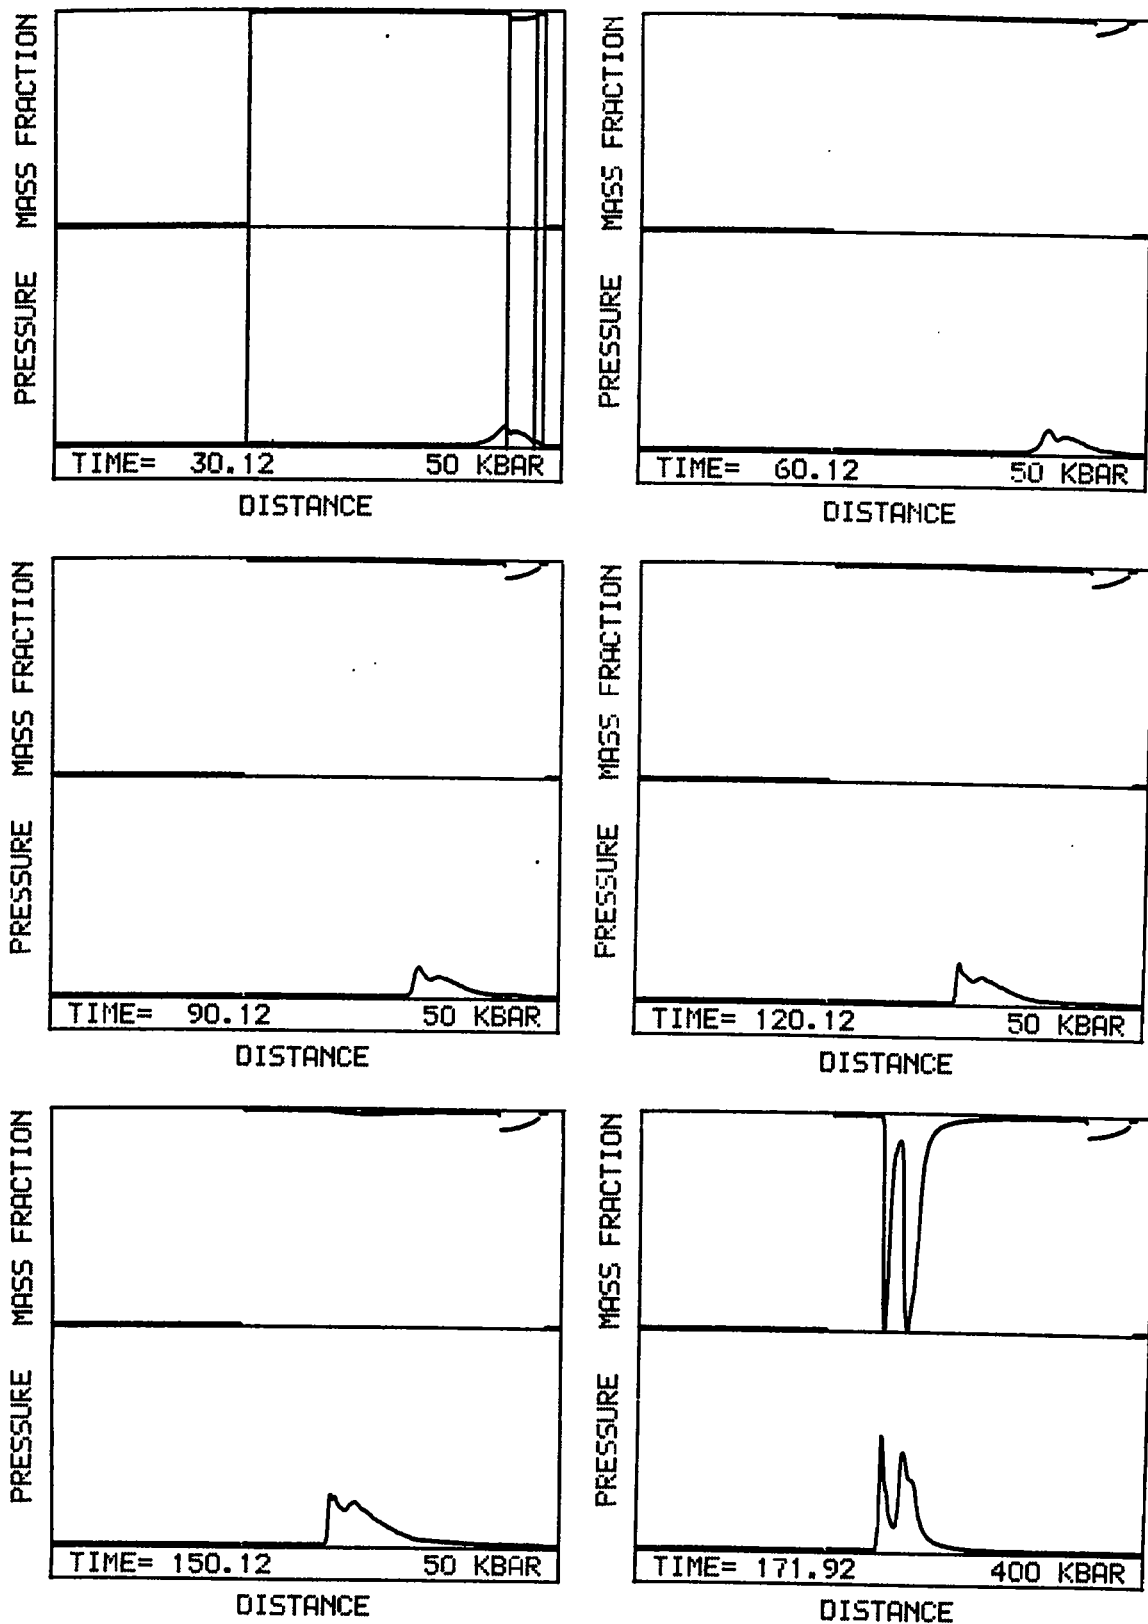 MASS FRACTION
PRESSURE
TIME= 30.12 50 KBAR
DISTANCE
MASS FRACTION
PRESSURE
TIME= 60.12 50 KBAR
DISTANCE
MASS FRACTION
PRESSURE
TIME= 90.12 50 KBAR
DISTANCE
MASS FRACTION
PRESSURE
TIME= 120.12 50 KBAR
DISTANCE
MASS FRACTION
PRESSURE
TIME= 150.12 50 KBAR
DISTANCE
MASS FRACTION
PRESSURE
TIME= 171.92 400 KBAR
DISTANCE